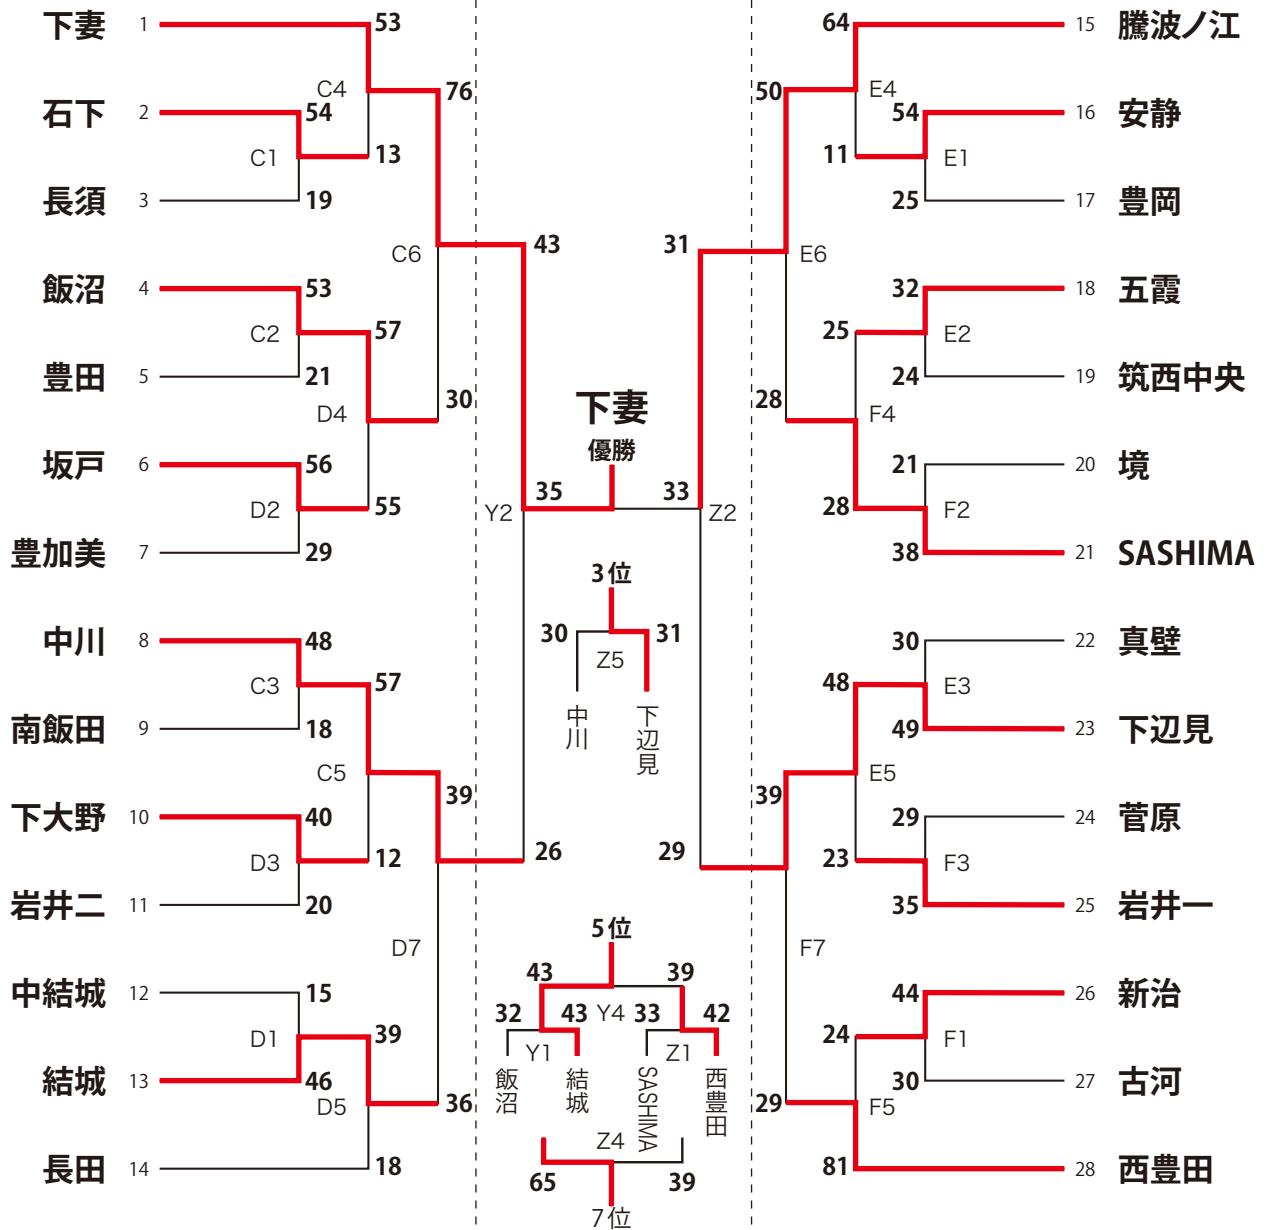 下妻 1 53
C4 76
石下 2 54
C1 13
長須 3 19
C6 43
飯沼 4 53
C2 57
豊田 5 21
D4 30
坂戸 6 56
D2 55
豊加美 7 29
Y2 35
中川 8 48
C3 57
南飯田 9 18
C5 39
下大野 10 40
D3 12
岩井二 11 20
D7 26
中結城 12 15
D1 39
結城 13 46
D5 36
長田 14 18
下妻
優勝
3位
30 31
Z5
中川 下辺見
5位
43 39
Y4
32 43 33 42
Y1 Z1
飯沼 結城 SASHIMA 西豊田
Z4
65 39
7位
64 15 騰波ノ江
50 E4
54 16 安静
11 E1
25 17 豊岡
31 E6
32 18 五霞
25 E2
24 19 筑西中央
28 F4
21 20 境
28 F2
38 21 SASHIMA
33 Z2
30 22 真壁
48 E3
49 23 下辺見
39 E5
29 24 菅原
23 F3
35 25 岩井一
29 F7
44 26 新治
24 F1
30 27 古河
29 F5
81 28 西豊田